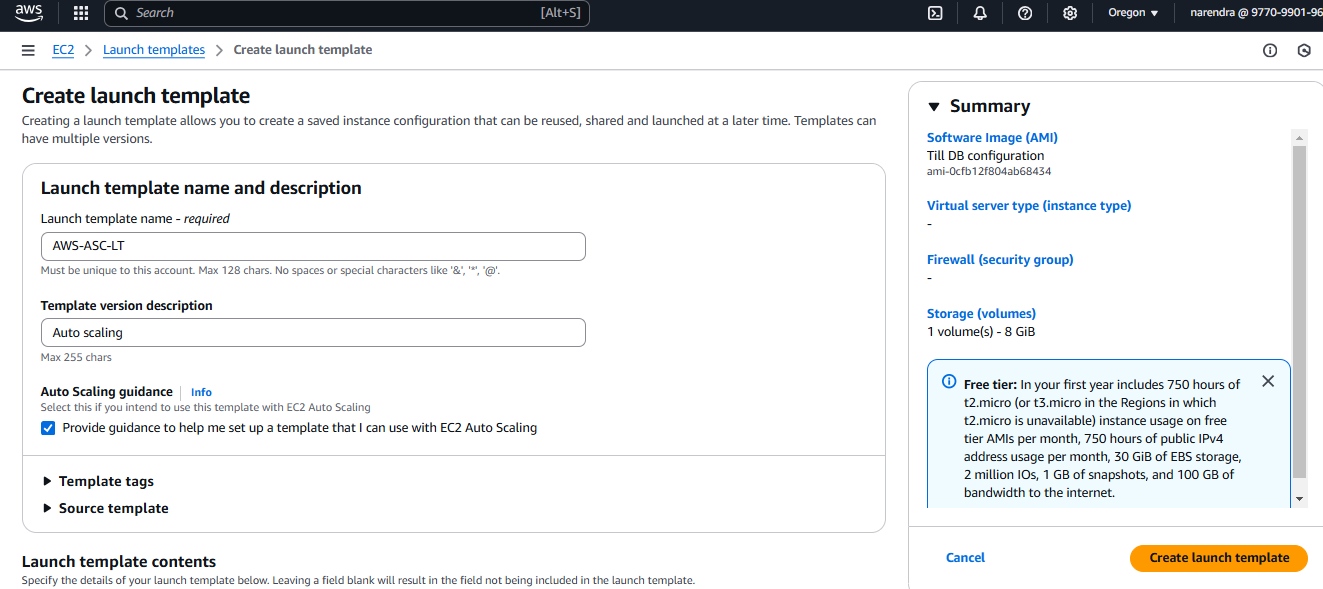 aws
Search [Alt+S]
Oregon
narendra @ 9770-9901-96
EC2 Launch templates Create launch template
Create launch template
Creating a launch template allows you to create a saved instance configuration that can be reused, shared and launched at a later time. Templates can
have multiple versions.
Launch template name and description
Launch template name - required
AWS-ASC-LT
Must be unique to this account. Max 128 chars. No spaces or special characters like '&', '*', '@'.
Template version description
Auto scaling
Max 255 chars
Auto Scaling guidance Info
Select this if you intend to use this template with EC2 Auto Scaling
Provide guidance to help me set up a template that I can use with EC2 Auto Scaling
Template tags
Source template
Launch template contents
Specify the details of your launch template below. Leaving a field blank will result in the field not being included in the launch template.
Summary
Software Image (AMI)
Till DB configuration
ami-0cfb12f804ab68434
Virtual server type (instance type)
-
Firewall (security group)
-
Storage (volumes)
1 volume(s) - 8 GiB
Free tier: In your first year includes 750 hours of
t2.micro (or t3.micro in the Regions in which
t2.micro is unavailable) instance usage on free
tier AMIs per month, 750 hours of public IPv4
address usage per month, 30 GiB of EBS storage,
2 million IOs, 1 GB of snapshots, and 100 GB of
bandwidth to the internet.
Cancel
Create launch template